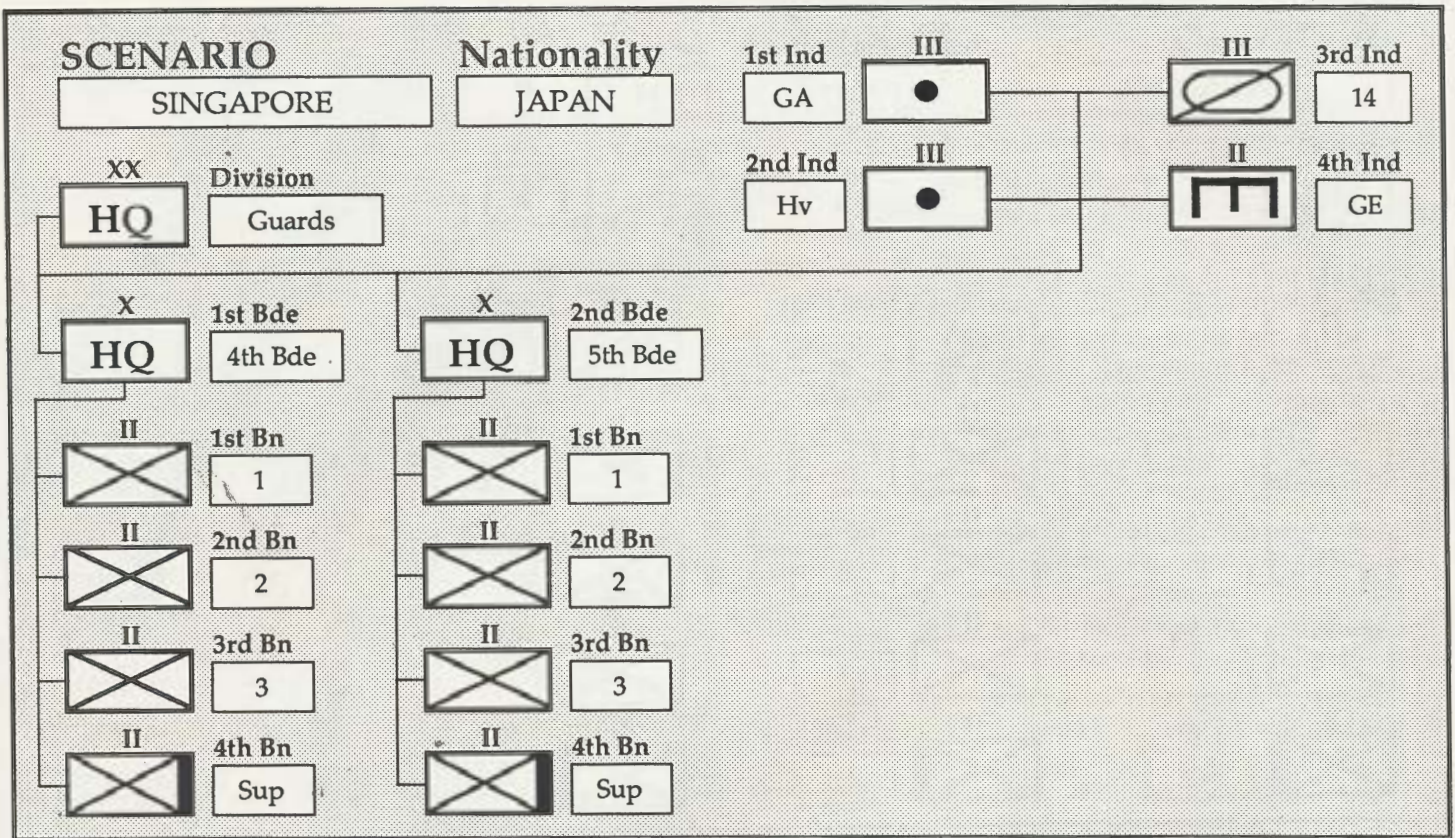 SCENARIO
SINGAPORE
Nationality
JAPAN
1st Ind
GA
III
III
3rd Ind
14
2nd Ind
Hv
III
II
4th Ind
GE
XX
HQ
Division
Guards
X
HQ
1st Bde
4th Bde
X
HQ
2nd Bde
5th Bde
II
1st Bn
1
II
1st Bn
1
II
2nd Bn
2
II
2nd Bn
2
II
3rd Bn
3
II
3rd Bn
3
II
4th Bn
Sup
II
4th Bn
Sup